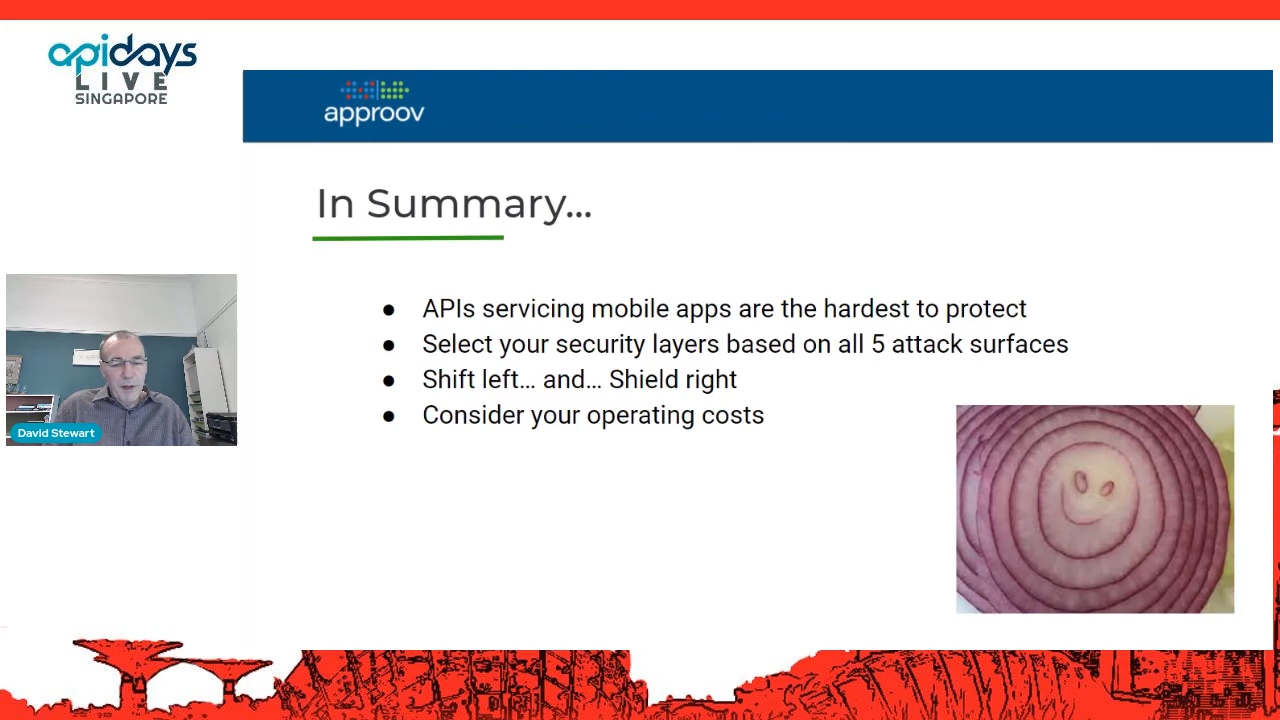 apidays
LIVE
SINGAPORE
approov
In Summary...
● APIs servicing mobile apps are the hardest to protect
● Select your security layers based on all 5 attack surfaces
● Shift left... and... Shield right
● Consider your operating costs
David Stewart